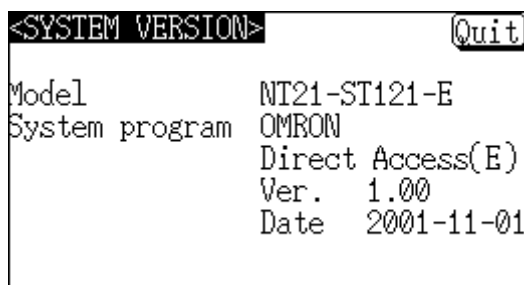 <SYSTEM VERSION> Quit
Model NT21-ST121-E
System program OMRON
Direct Access(E)
Ver. 1.00
Date 2001-11-01